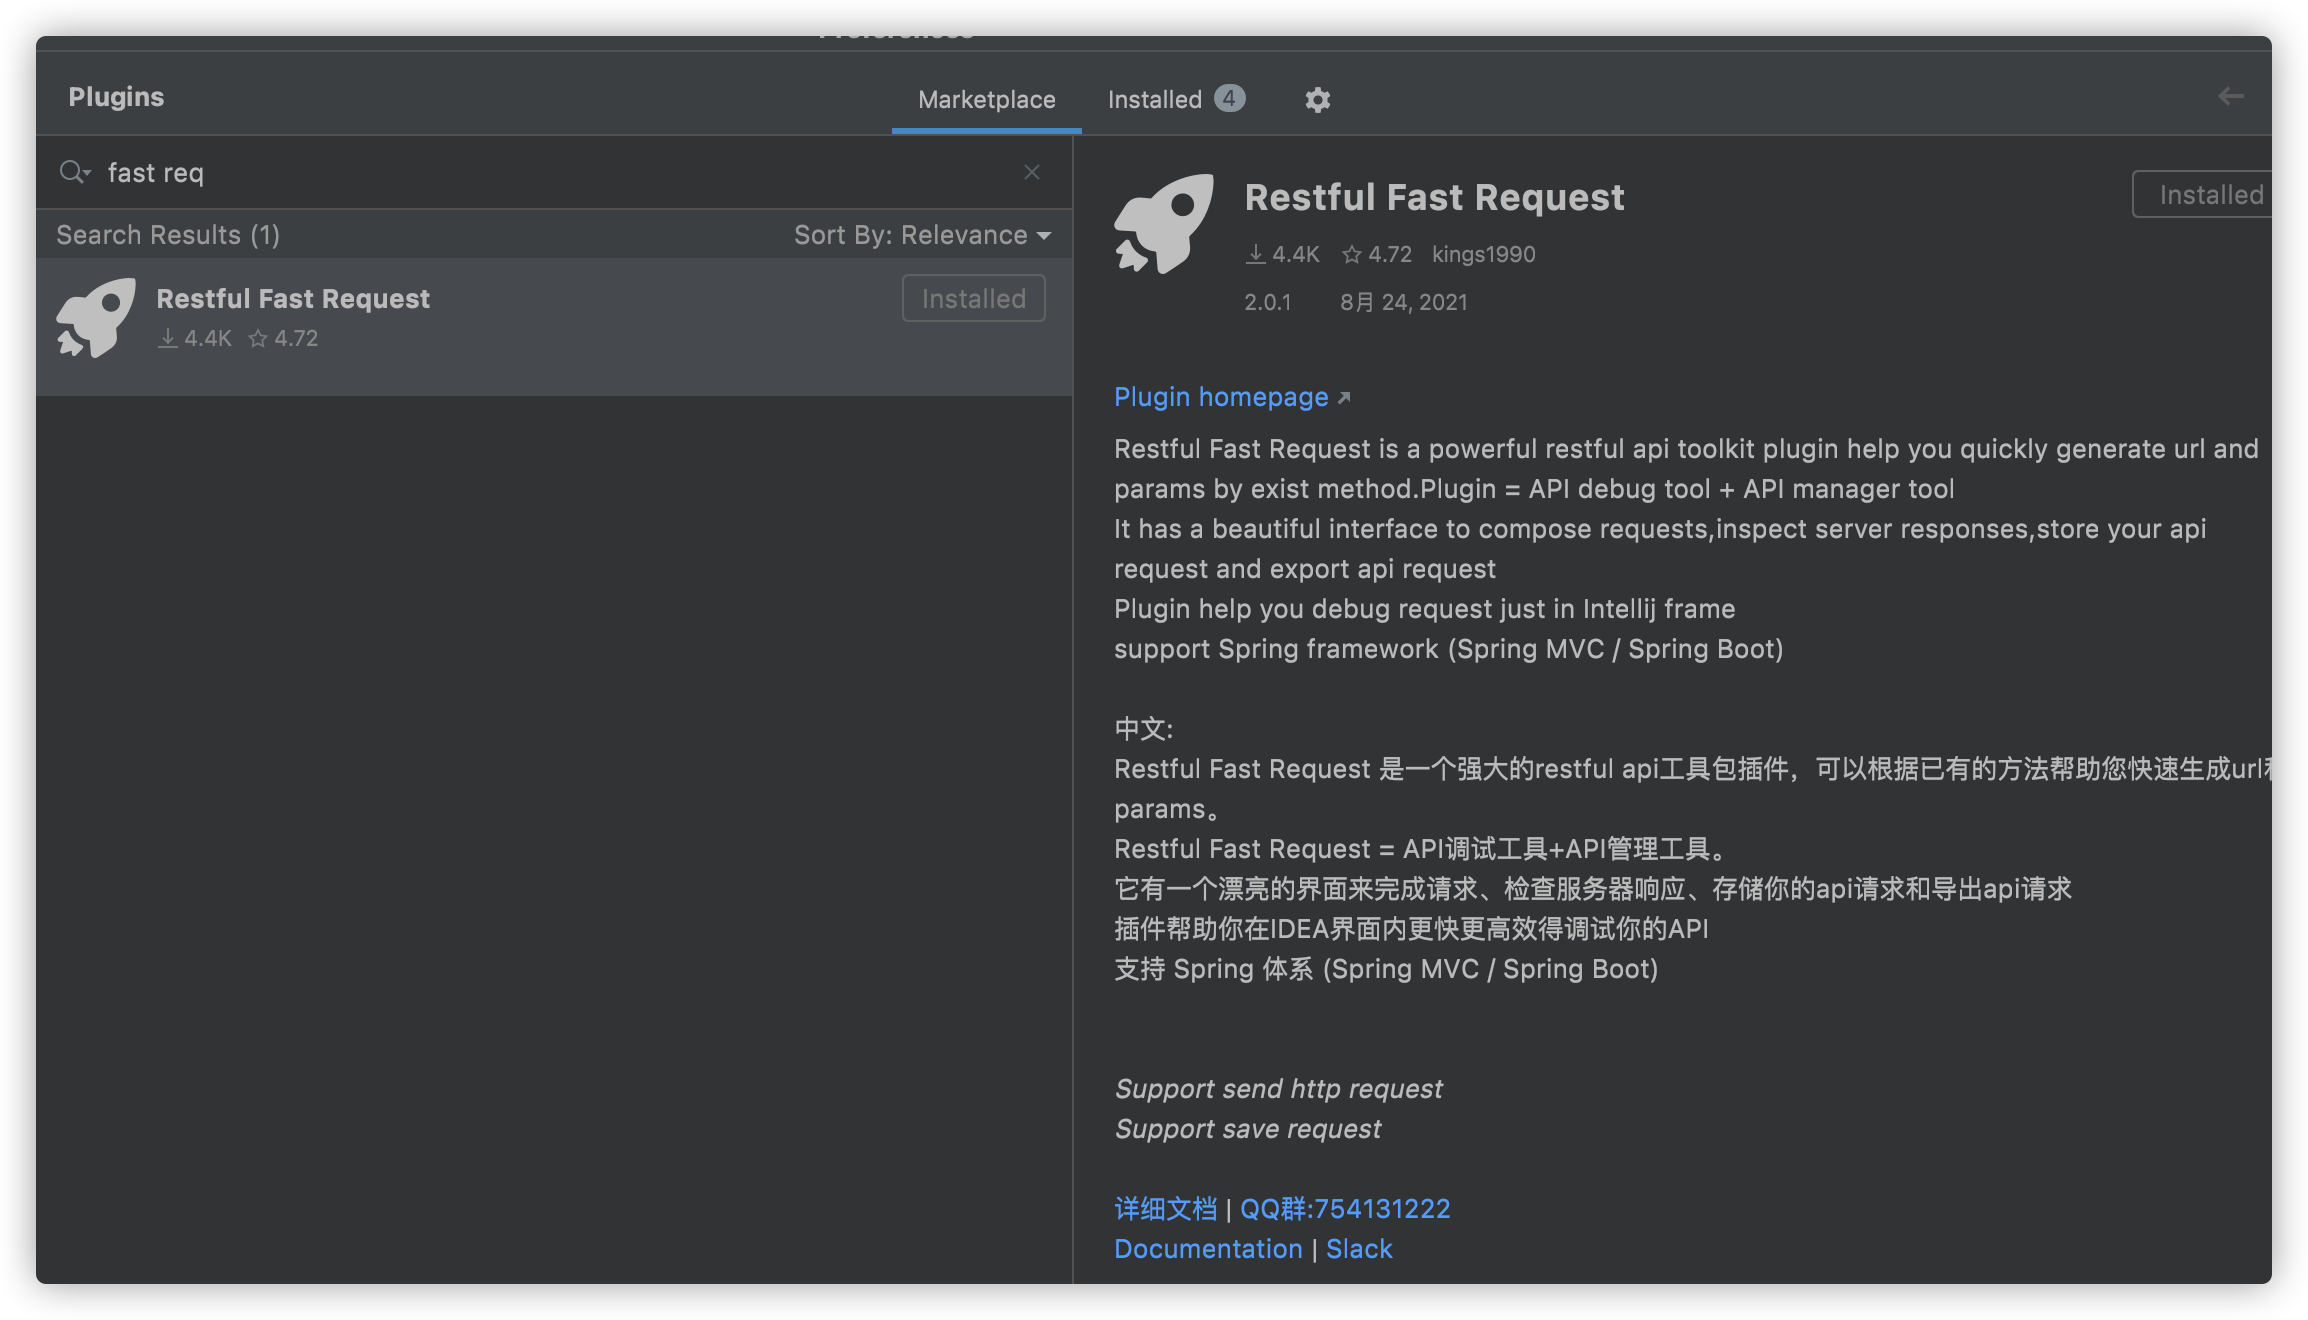 Preferences
Plugins
Marketplace
Installed 4
fast req
Search Results (1)
Sort By: Relevance
Restful Fast Request
Installed
4.4K 4.72
Restful Fast Request
Installed
4.4K 4.72 kings1990
2.0.1 8月 24, 2021
Plugin homepage
Restful Fast Request is a powerful restful api toolkit plugin help you quickly generate url and
params by exist method.Plugin = API debug tool + API manager tool
It has a beautiful interface to compose requests,inspect server responses,store your api
request and export api request
Plugin help you debug request just in Intellij frame
support Spring framework (Spring MVC / Spring Boot)
中文:
Restful Fast Request 是一个强大的restful api工具包插件，可以根据已有的方法帮助您快速生成url
params。
Restful Fast Request = API调试工具+API管理工具。
它有一个漂亮的界面来完成请求、检查服务器响应、存储你的api请求和导出api请求
插件帮助你在IDEA界面内更快更高效得调试你的API
支持 Spring 体系 (Spring MVC / Spring Boot)
Support send http request
Support save request
详细文档 | QQ群:754131222
Documentation | Slack